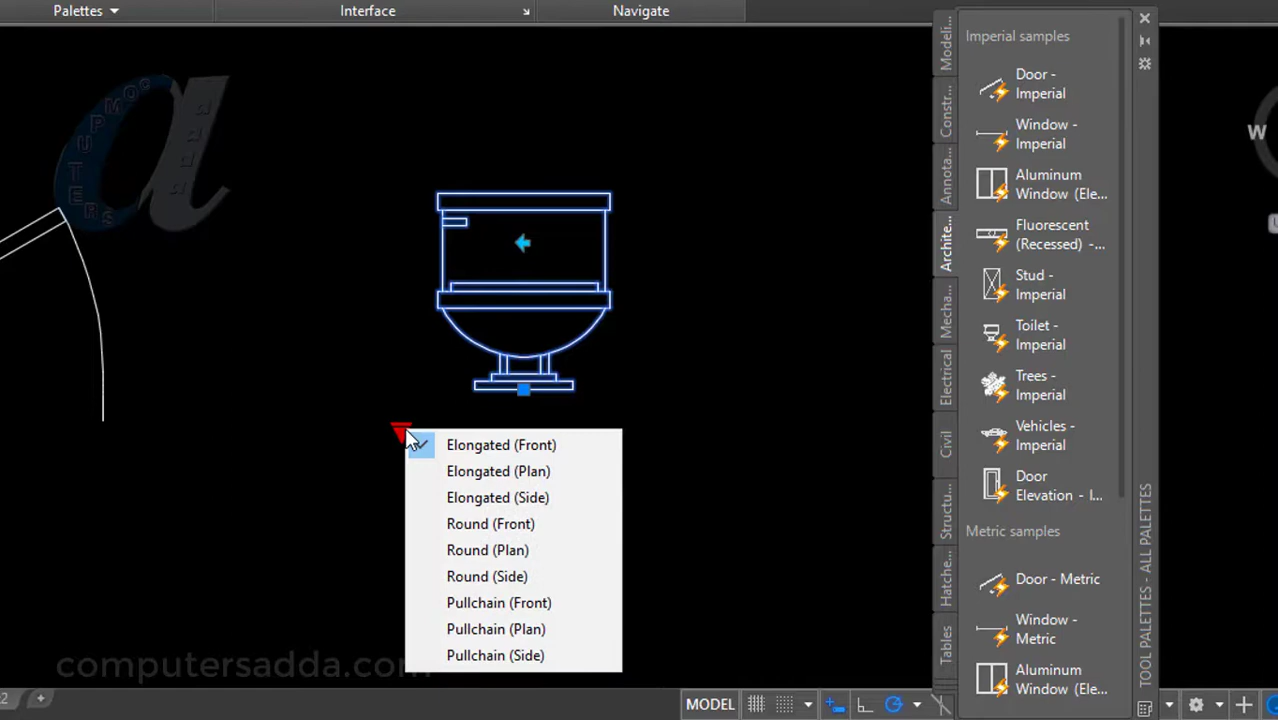 Palettes
Interface
Navigate
COMPUTERS
adda
Elongated (Front)
Elongated (Plan)
Elongated (Side)
Round (Front)
Round (Plan)
Round (Side)
Pullchain (Front)
Pullchain (Plan)
Pullchain (Side)
computersadda.com
MODEL
Modeli...
Constr...
Annota...
Archite...
Mecha...
Electrical
Civil
Structu...
Hatche...
Tables
Imperial samples
Door -
Imperial
Window -
Imperial
Aluminum
Window (Ele...
Fluorescent
(Recessed) -...
Stud -
Imperial
Toilet -
Imperial
Trees -
Imperial
Vehicles -
Imperial
Door
Elevation - I...
Metric samples
Door - Metric
Window -
Metric
Aluminum
Window (Ele...
TOOL PALETTES - ALL PALETTES
W